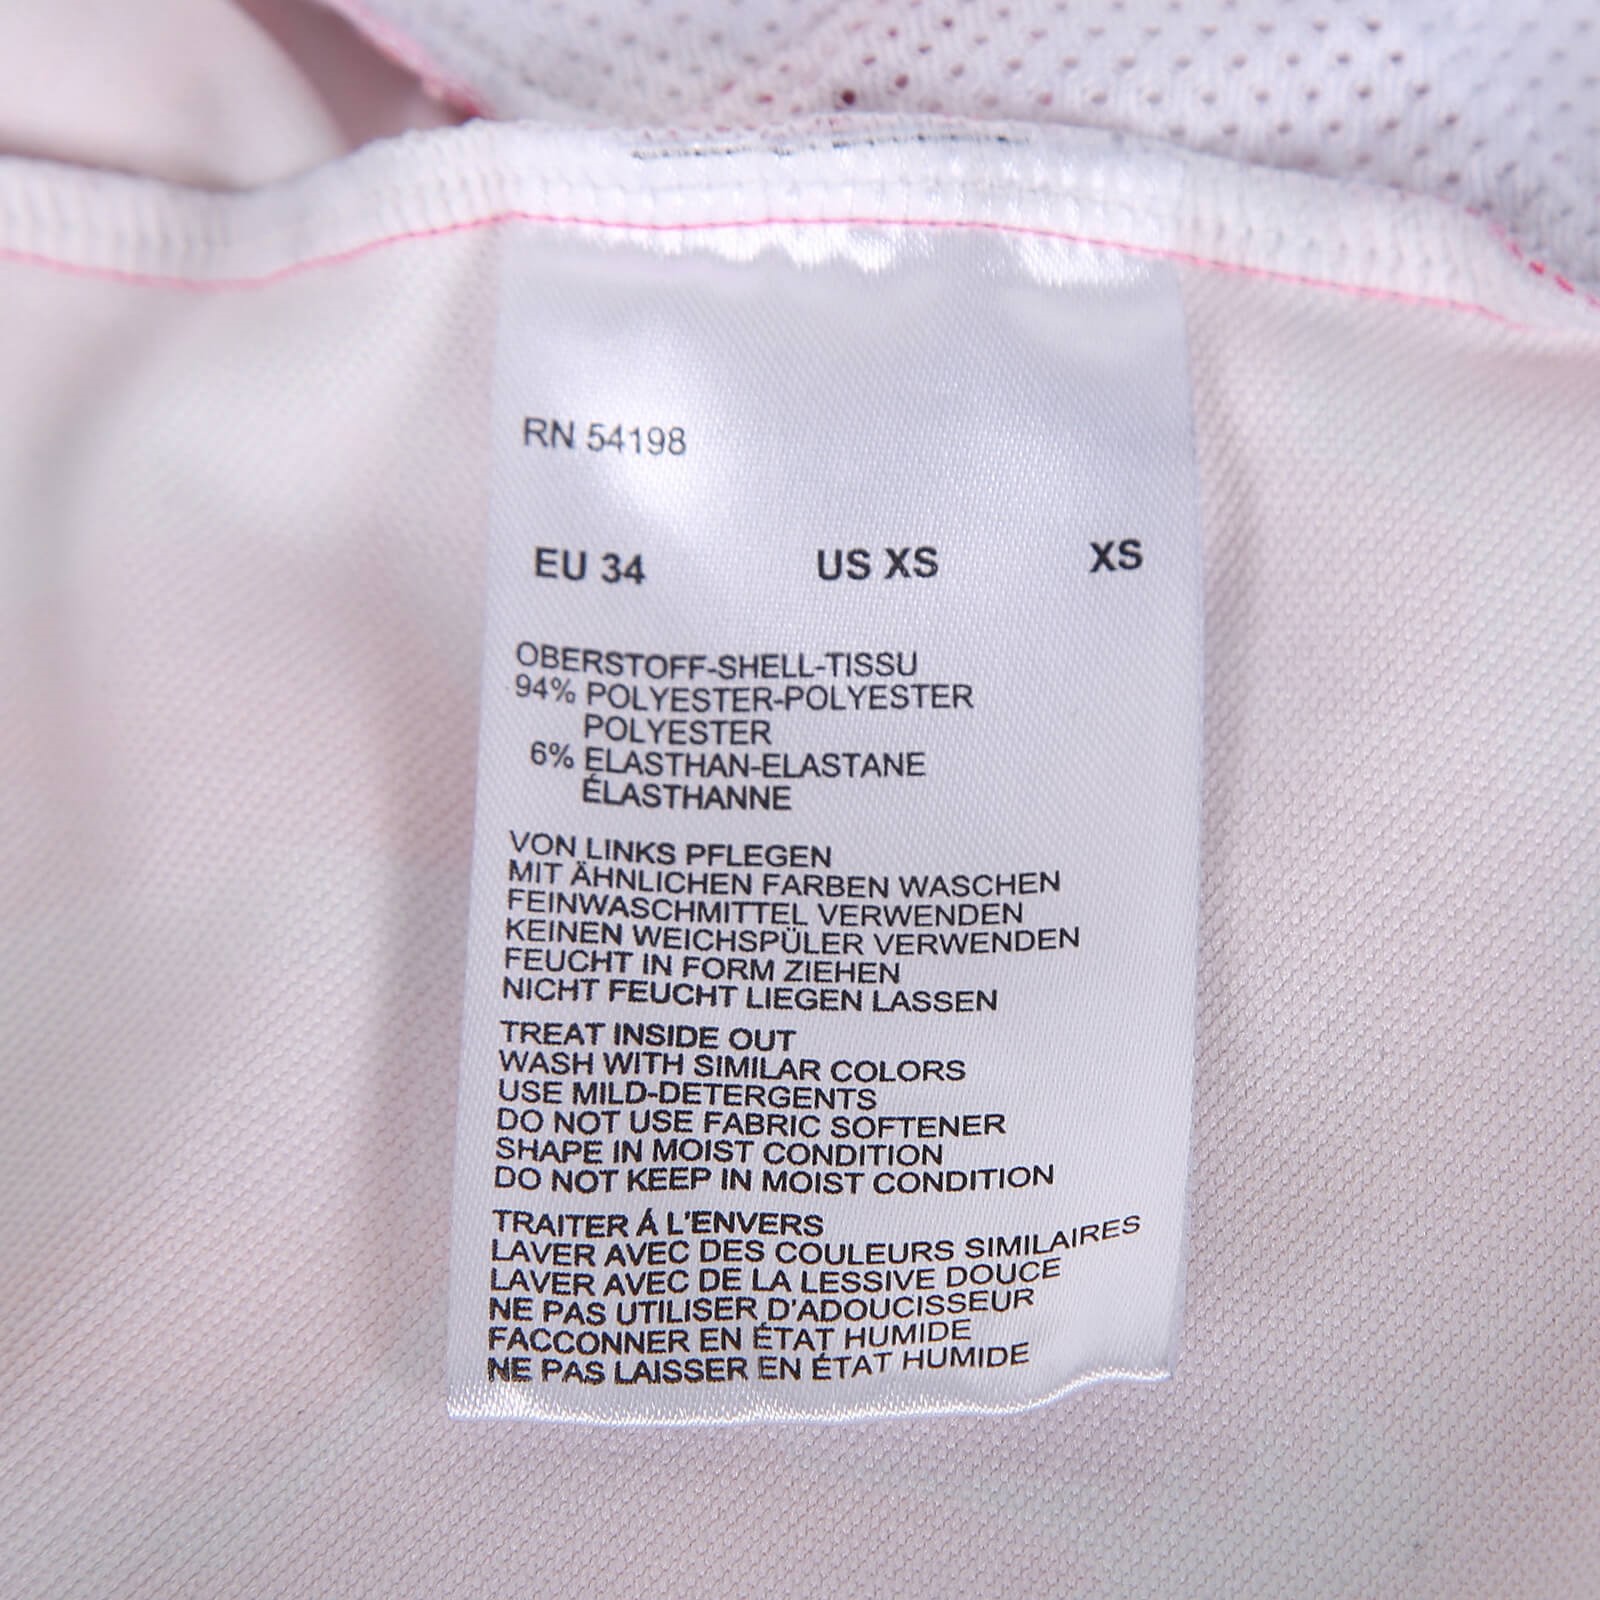 RN 54198
EU 34 US XS XS
OBERSTOFF-SHELL-TISSU
94% POLYESTER-POLYESTER
POLYESTER
6% ELASTHAN-ELASTANE
ÉLASTHANNE
VON LINKS PFLEGEN
MIT ÄHNLICHEN FARBEN WASCHEN
FEINWASCHMITTEL VERWENDEN
KEINEN WEICHSPÜLER VERWENDEN
FEUCHT IN FORM ZIEHEN
NICHT FEUCHT LIEGEN LASSEN
TREAT INSIDE OUT
WASH WITH SIMILAR COLORS
USE MILD-DETERGENTS
DO NOT USE FABRIC SOFTENER
SHAPE IN MOIST CONDITION
DO NOT KEEP IN MOIST CONDITION
TRAITER Á L'ENVERS
LAVER AVEC DES COULEURS SIMILAIRES
LAVER AVEC DE LA LESSIVE DOUCE
NE PAS UTILISER D'ADOUCISSEUR
FACCONNER EN ÉTAT HUMIDE
NE PAS LAISSER EN ÉTAT HUMIDE